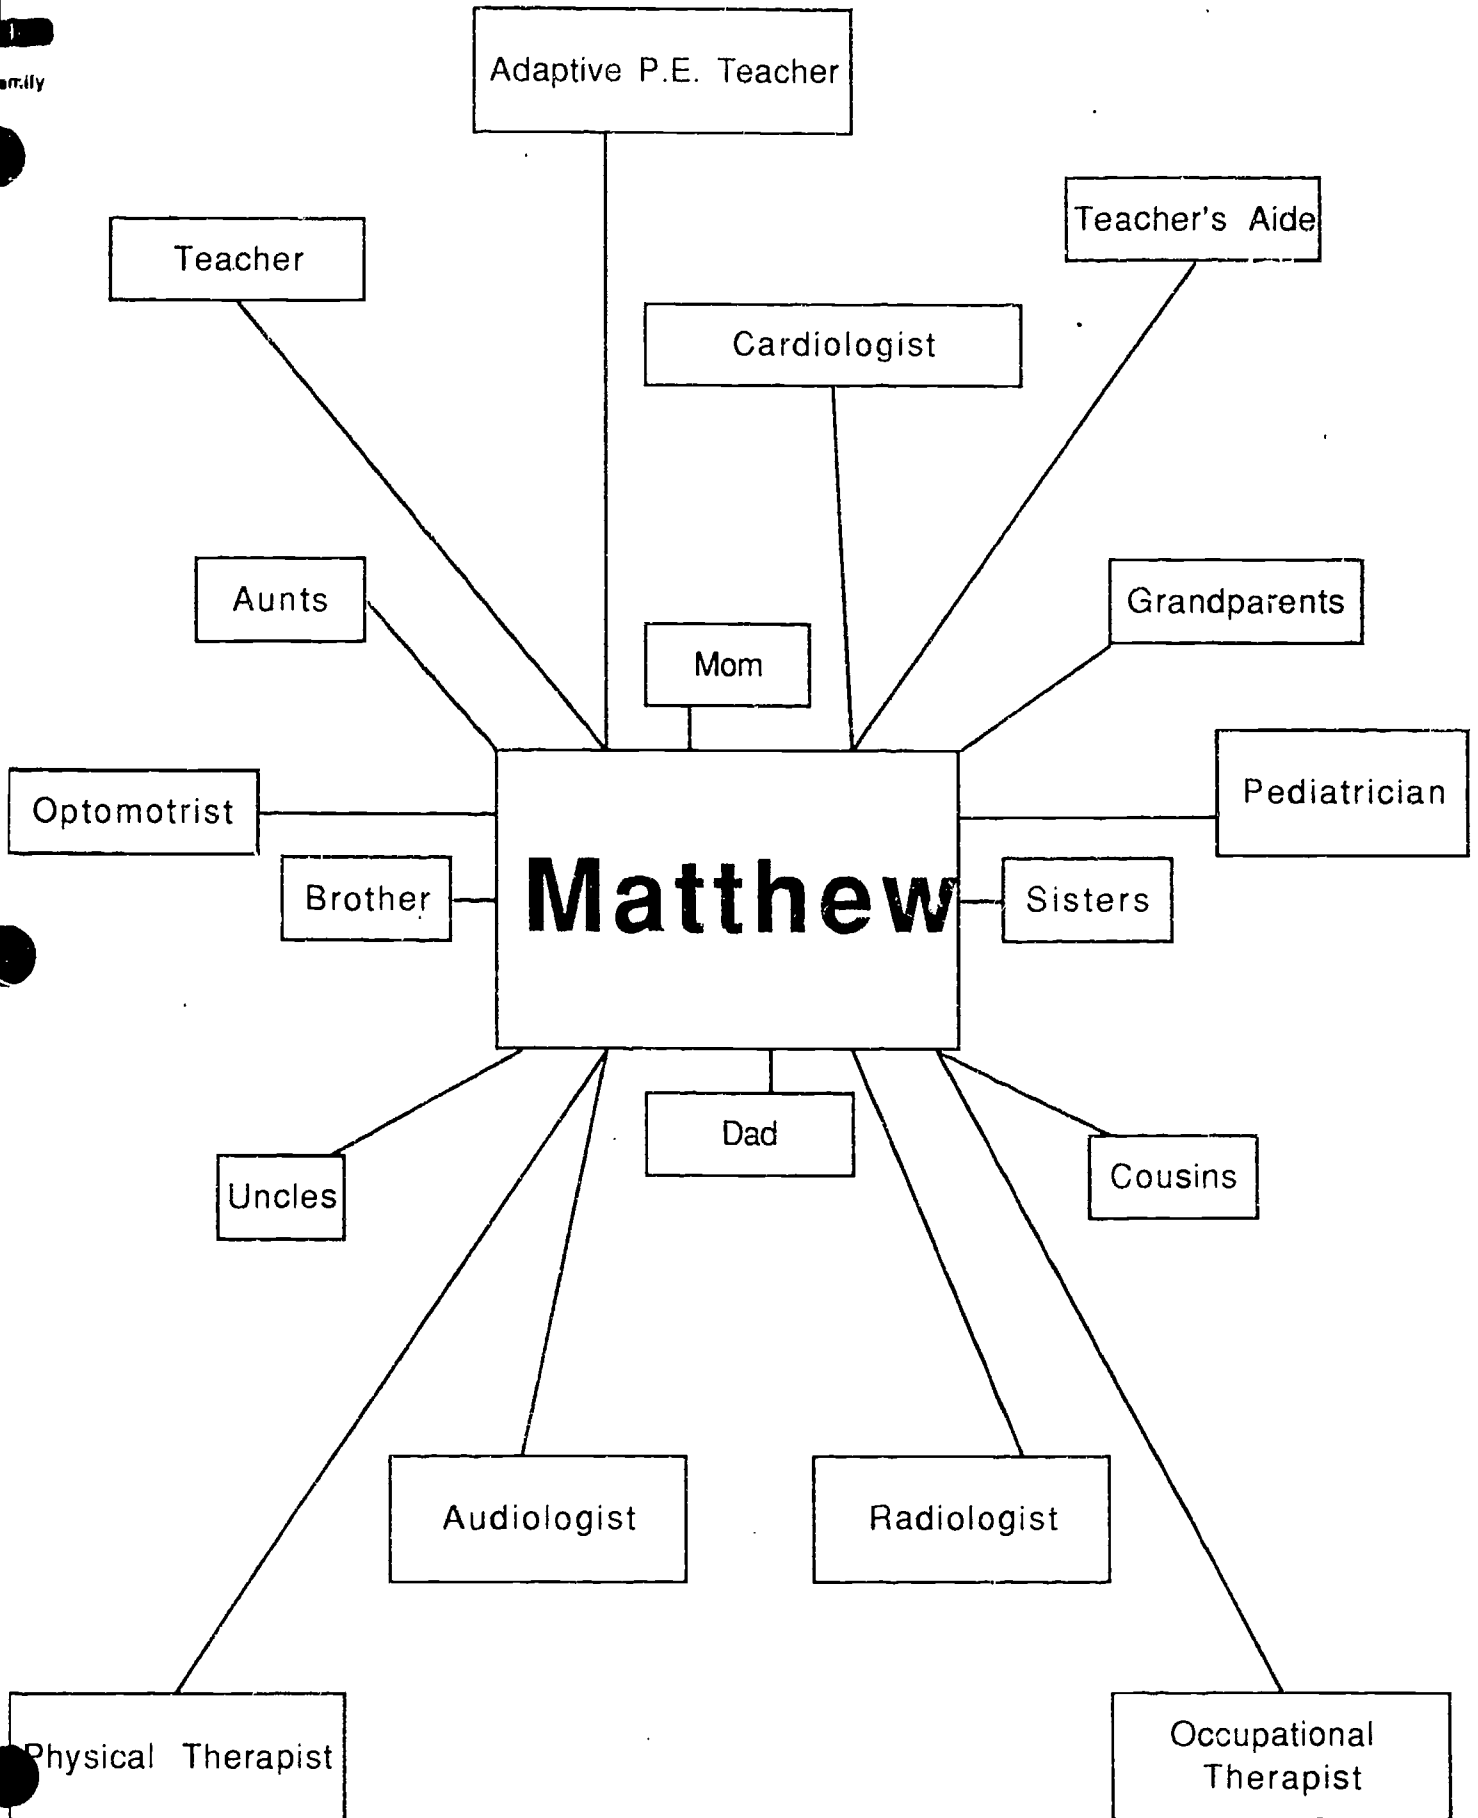 Adaptive P.E. Teacher
Teacher's Aide
Teacher
Cardiologist
Aunts
Grandparents
Mom
Pediatrician
Optomotrist
Brother
Matthew
Sisters
Dad
Cousins
Uncles
Audiologist
Radiologist
Physical Therapist
Occupational
Therapist